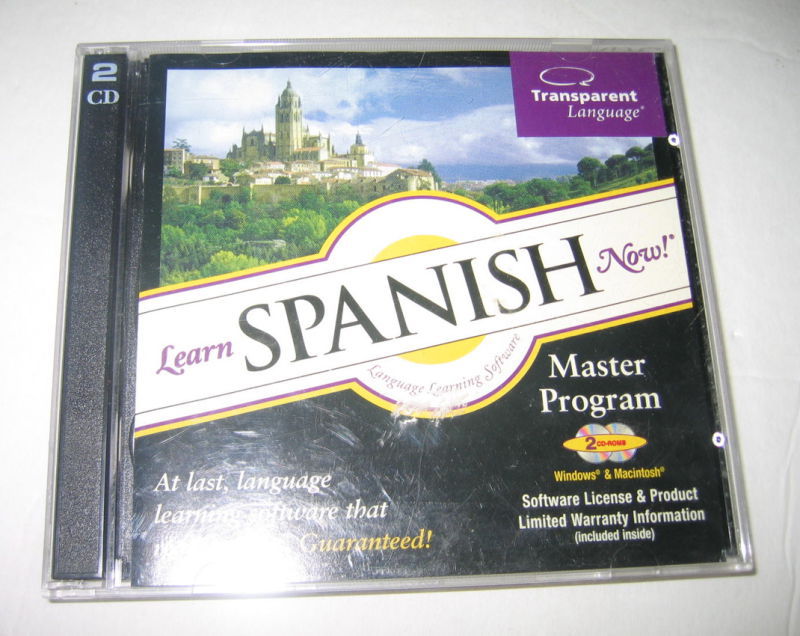 2
CD
Transparent
Language®
Learn SPANISH Now!®
Language Learning Software
Master
Program
2 CD-ROMS
Windows® & Macintosh®
Software License & Product
Limited Warranty Information
(included inside)
At last, language
learning software that
Guaranteed!